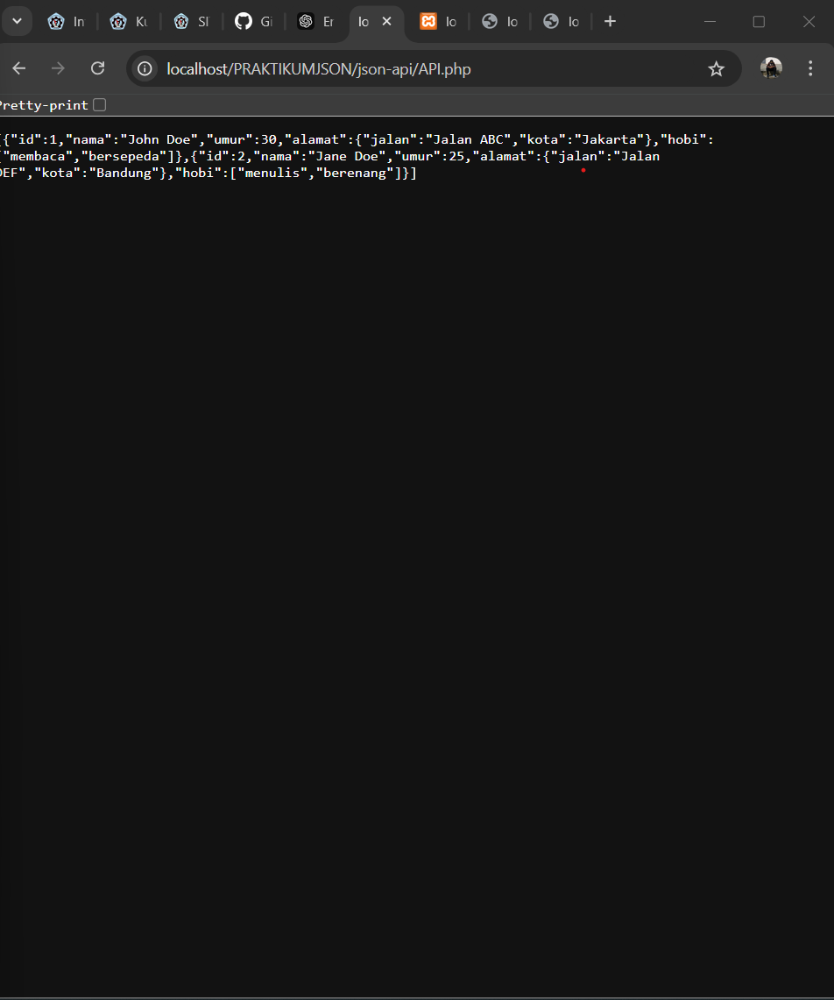 In
Ku
SI
Gi
Er
lo
lo
lo
lo
localhost/PRAKTIKUMJSON/json-api/API.php
Pretty-print
[{"id":1,"nama":"John Doe","umur":30,"alamat":{"jalan":"Jalan ABC","kota":"Jakarta"},"hobi":
["membaca","bersepeda"]},{"id":2,"nama":"Jane Doe","umur":25,"alamat":{"jalan":"Jalan
DEF","kota":"Bandung"},"hobi":["menulis","berenang"]}]